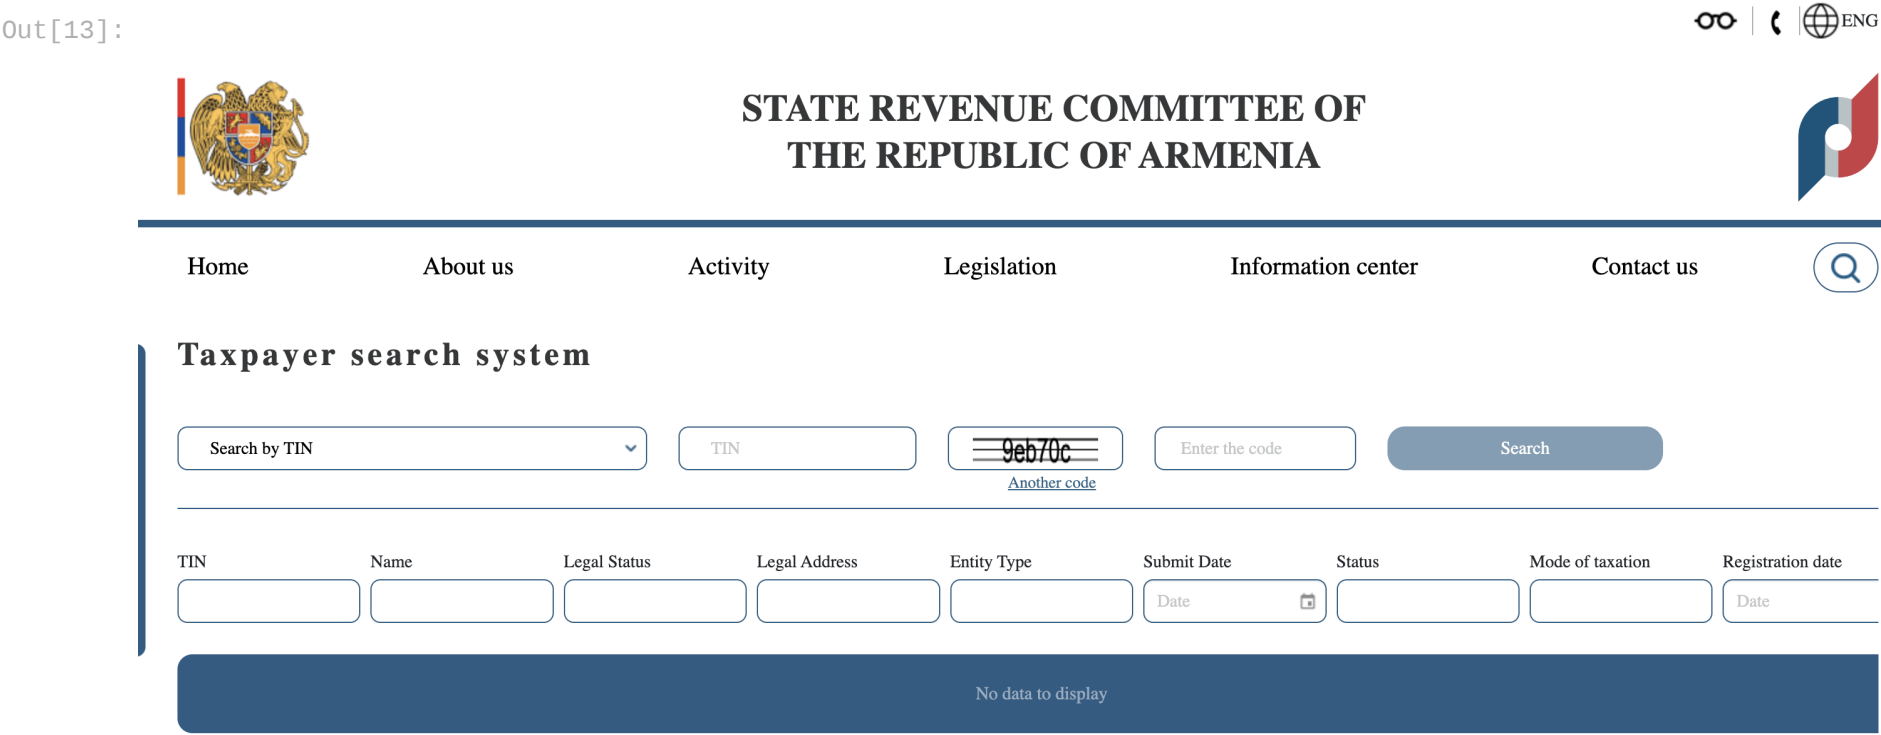 Out[13]:
ENG
STATE REVENUE COMMITTEE OF
THE REPUBLIC OF ARMENIA
Home About us Activity Legislation Information center Contact us
Taxpayer search system
Search by TIN TIN 9eb70c Enter the code Search
Another code
TIN Name Legal Status Legal Address Entity Type Submit Date Status Mode of taxation Registration date
Date Date
No data to display